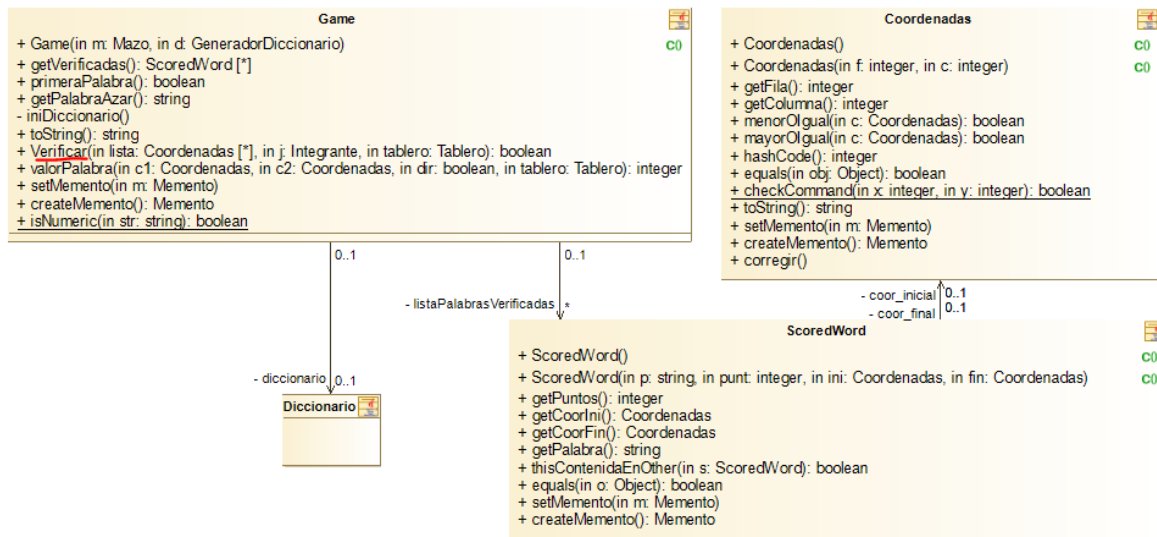 Game
+ Game(in m: Mazo, in d: GeneradorDiccionario)
C()
+ getVerificadas(): ScoredWord [*]
+ primeraPalabra(): boolean
+ getPalabraAzar(): string
- iniDiccionario()
+ toString(): string
+ Verificar(in lista: Coordenadas [*], in j: Integrante, in tablero: Tablero): boolean
+ valorPalabra(in c1: Coordenadas, in c2: Coordenadas, in dir: boolean, in tablero: Tablero): integer
+ setMemento(in m: Memento)
+ createMemento(): Memento
+ isNumeric(in str: string): boolean
Coordenadas
+ Coordenadas()
C()
+ Coordenadas(in f: integer, in c: integer)
C()
+ getFila(): integer
+ getColumna(): integer
+ menorOIgual(in c: Coordenadas): boolean
+ mayorOIgual(in c: Coordenadas): boolean
+ hashCode(): integer
+ equals(in obj: Object): boolean
+ checkCommand(in x: integer, in y: integer): boolean
+ toString(): string
+ setMemento(in m: Memento)
+ createMemento(): Memento
+ corregir()
0..1
0..1
- listaPalabrasVerificadas
*
- coor_inicial
0..1
- coor_final
0..1
- diccionario
0..1
Diccionario
ScoredWord
+ ScoredWord()
C()
+ ScoredWord(in p: string, in punt: integer, in ini: Coordenadas, in fin: Coordenadas)
C()
+ getPuntos(): integer
+ getCoorIni(): Coordenadas
+ getCoorFin(): Coordenadas
+ getPalabra(): string
+ thisContenidaEnOther(in s: ScoredWord): boolean
+ equals(in o: Object): boolean
+ setMemento(in m: Memento)
+ createMemento(): Memento